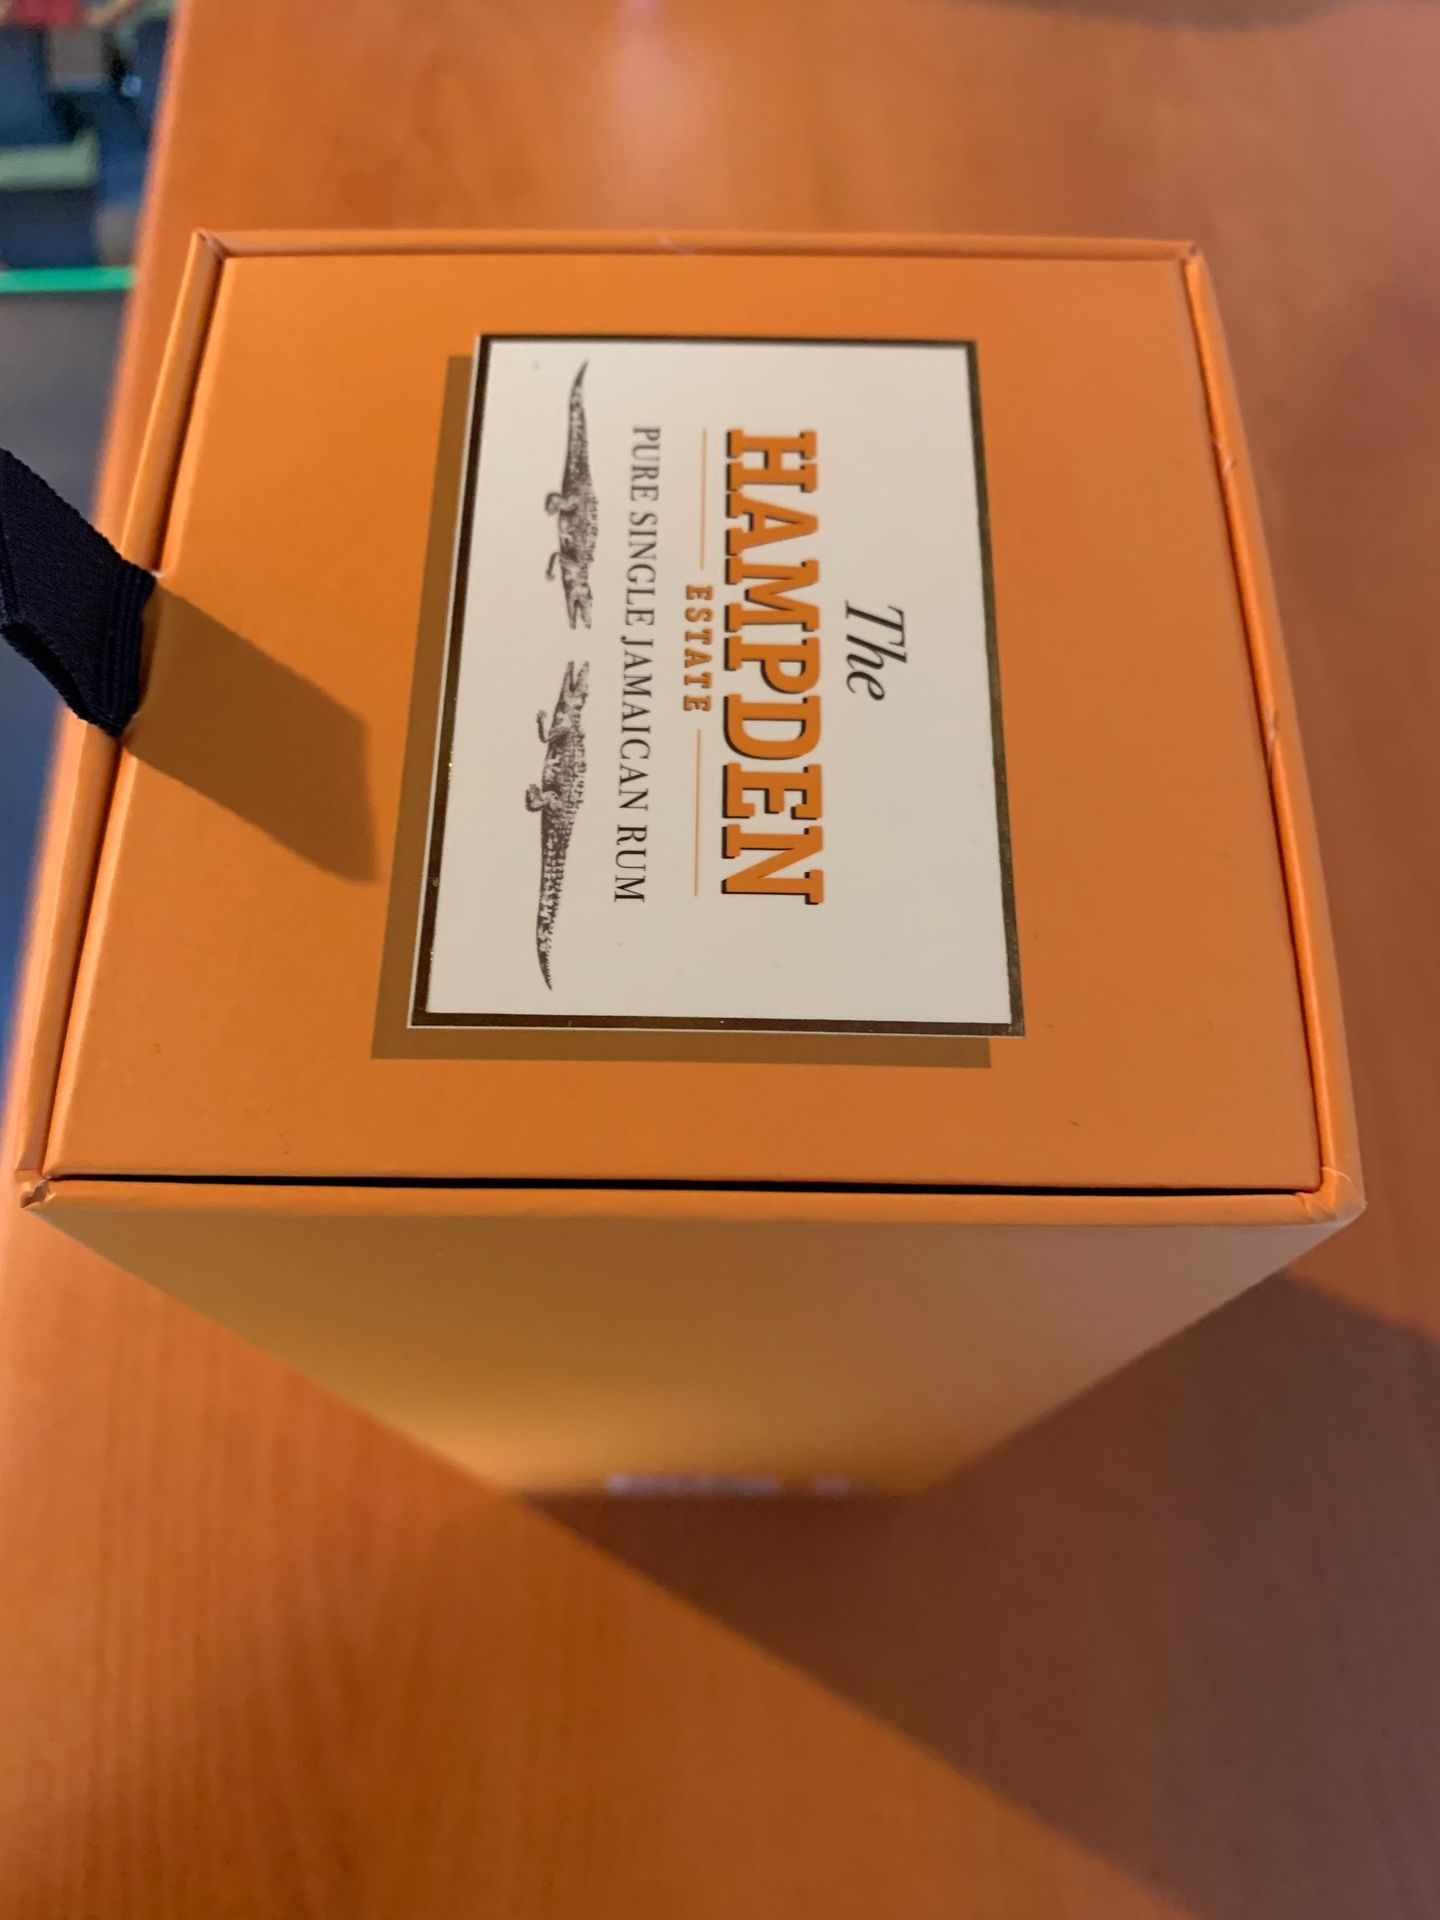 The
HAMPDEN
ESTATE
PURE SINGLE JAMAICAN RUM